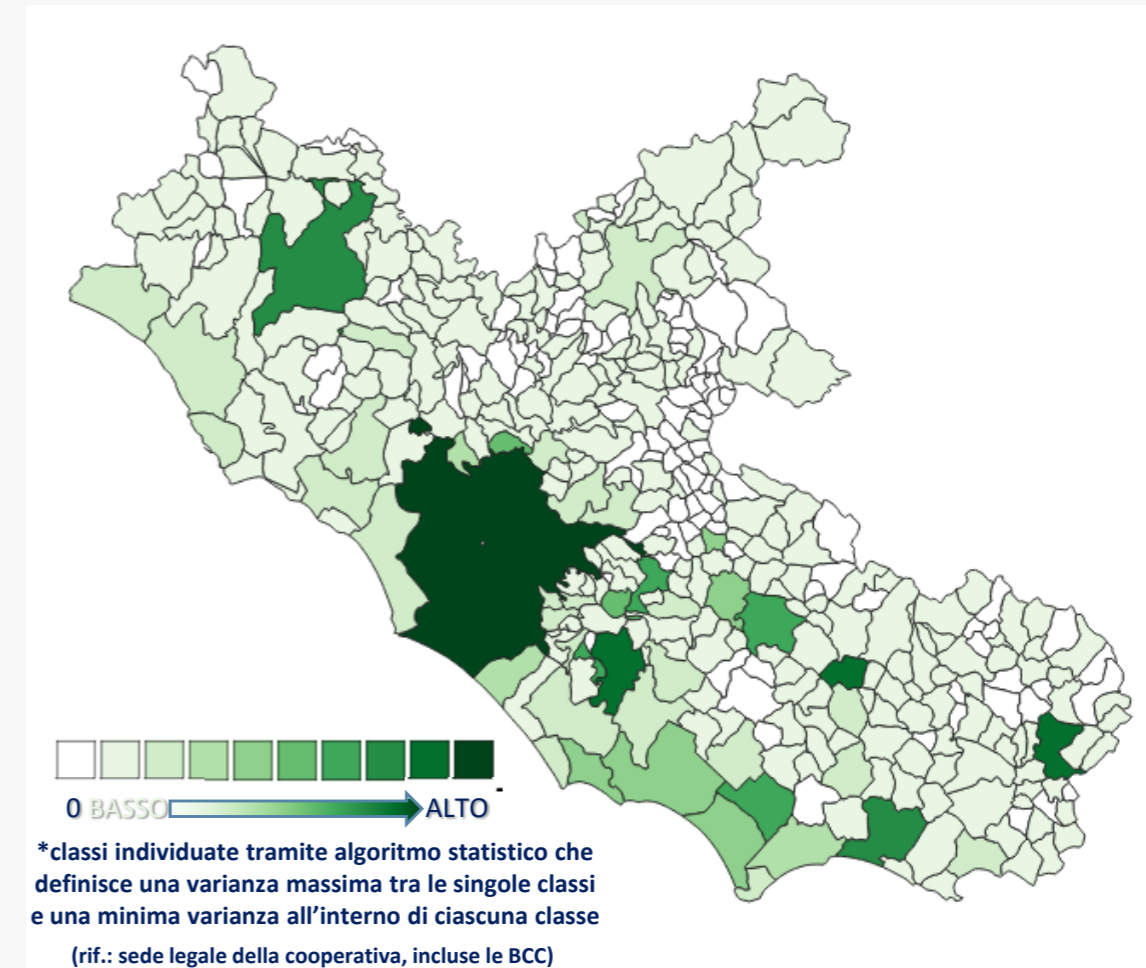 0 BASSO ALTO
*classi individuate tramite algoritmo statistico che
definisce una varianza massima tra le singole classi
e una minima varianza all’interno di ciascuna classe
(rif.: sede legale della cooperativa, incluse le BCC)